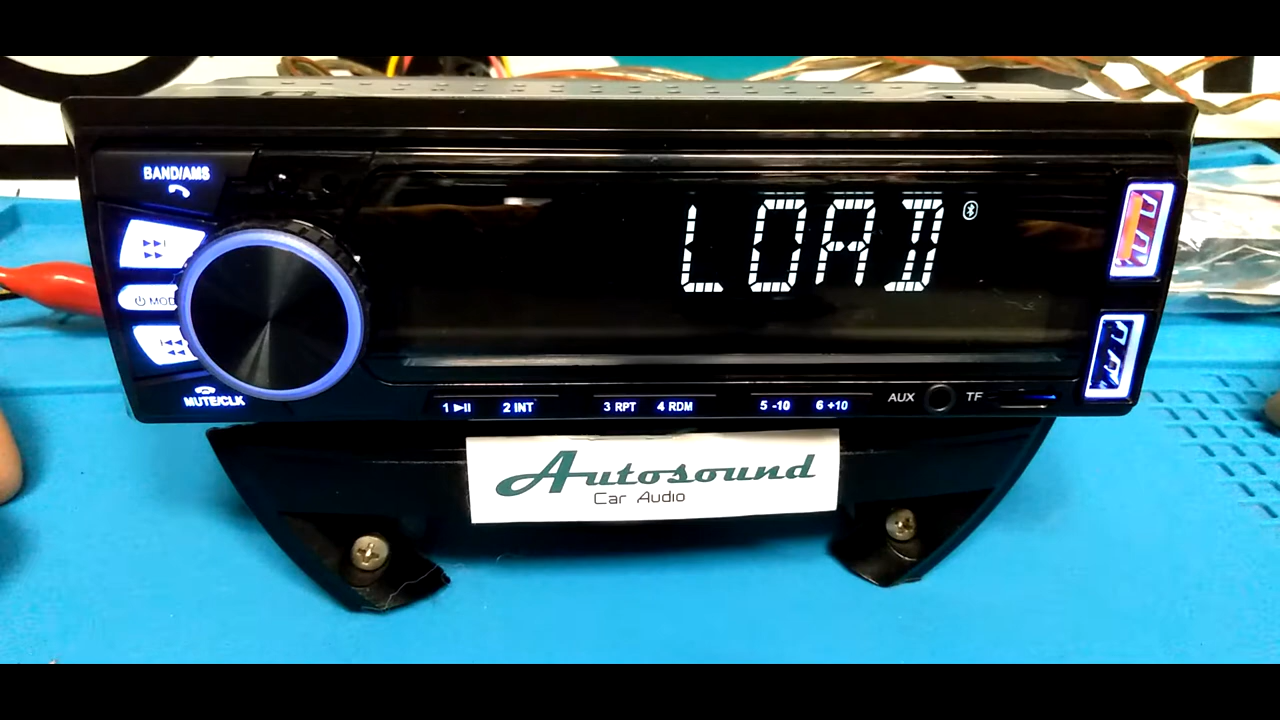 BAND/AMS
LOAD
MOD
MUTE/CLK
1 2 INT 3 RPT 4 RDM 5 -10 6 +10 AUX TF
Autosound
Car Audio